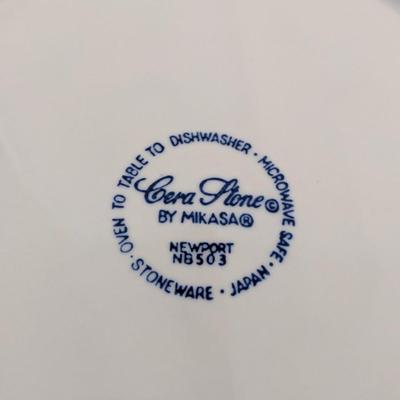 OVEN TO TABLE TO DISHWASHER · MICROWAVE SAFE ·
Cera Stone©
BY MIKASA®
NEWPORT
NB503
STONEWARE · JAPAN ·